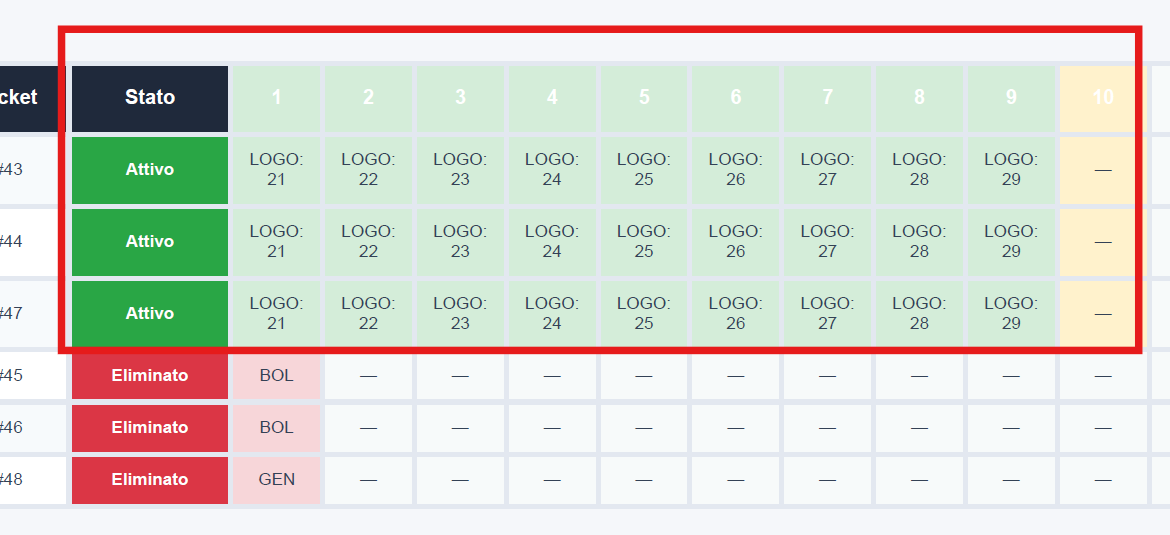 cket Stato 1 2 3 4 5 6 7 8 9 10
#43 Attivo LOGO: 21 LOGO: 22 LOGO: 23 LOGO: 24 LOGO: 25 LOGO: 26 LOGO: 27 LOGO: 28 LOGO: 29 —
#44 Attivo LOGO: 21 LOGO: 22 LOGO: 23 LOGO: 24 LOGO: 25 LOGO: 26 LOGO: 27 LOGO: 28 LOGO: 29 —
#47 Attivo LOGO: 21 LOGO: 22 LOGO: 23 LOGO: 24 LOGO: 25 LOGO: 26 LOGO: 27 LOGO: 28 LOGO: 29 —
#45 Eliminato BOL — — — — — — — — —
#46 Eliminato BOL — — — — — — — — —
#48 Eliminato GEN — — — — — — — — —